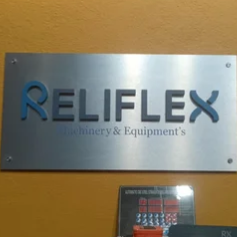 RELIFLEX
Machinery & Equipment's